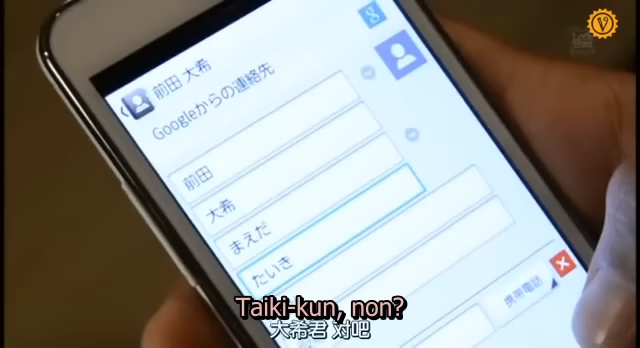 前田 大希
Googleからの連絡先
前田
大希
まえだ
たいき
携帯電話
Taiki-kun, non?
大希君 对吧